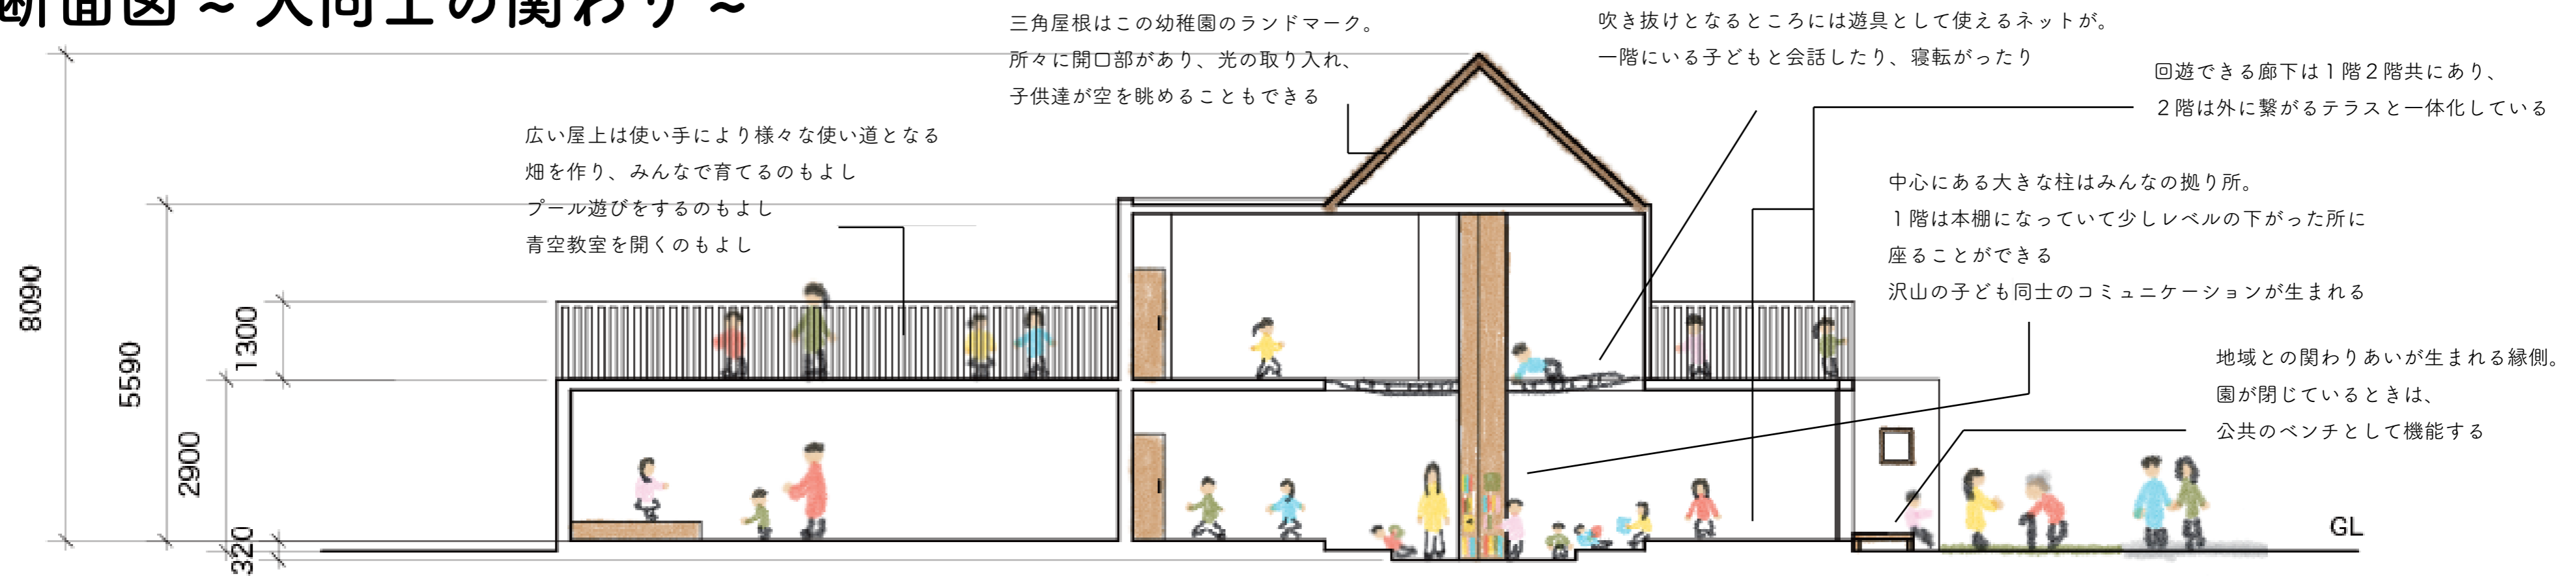 断面図～人同士の関わり～
三角屋根はこの幼稚園のランドマーク。
所々に開口部があり、光の取り入れ、
子供達が空を眺めることもできる
吹き抜けとなるところには遊具として使えるネットが。
一階にいる子どもと会話したり、寝転がったり
回遊できる廊下は１階２階共にあり、
２階は外に繋がるテラスと一体化している
広い屋上は使い手により様々な使い道となる
畑を作り、みんなで育てるのもよし
プール遊びをするのもよし
青空教室を開くのもよし
中心にある大きな柱はみんなの拠り所。
１階は本棚になっていて少しレベルの下がった所に
座ることができる
沢山の子ども同士のコミュニケーションが生まれる
地域との関わりあいが生まれる縁側。
園が閉じているときは、
公共のベンチとして機能する
8090
5590
1300
2900
320
GL